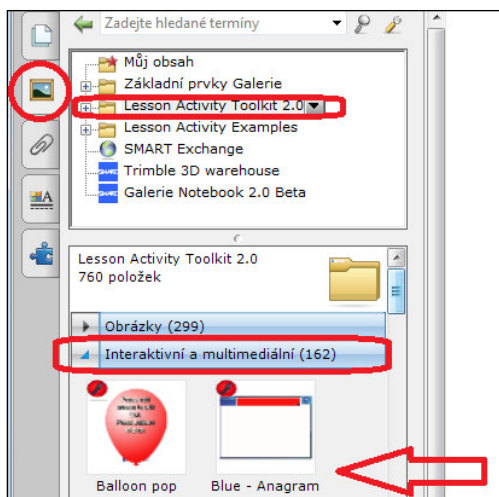 Zadejte hledané termíny
Můj obsah
Základní prvky Galerie
Lesson Activity Toolkit 2.0
Lesson Activity Examples
SMART Exchange
Trimble 3D warehouse
Galerie Notebook 2.0 Beta
Lesson Activity Toolkit 2.0
760 položek
Obrázky (299)
Interaktivní a multimediální (162)
Balloon pop
Blue - Anagram